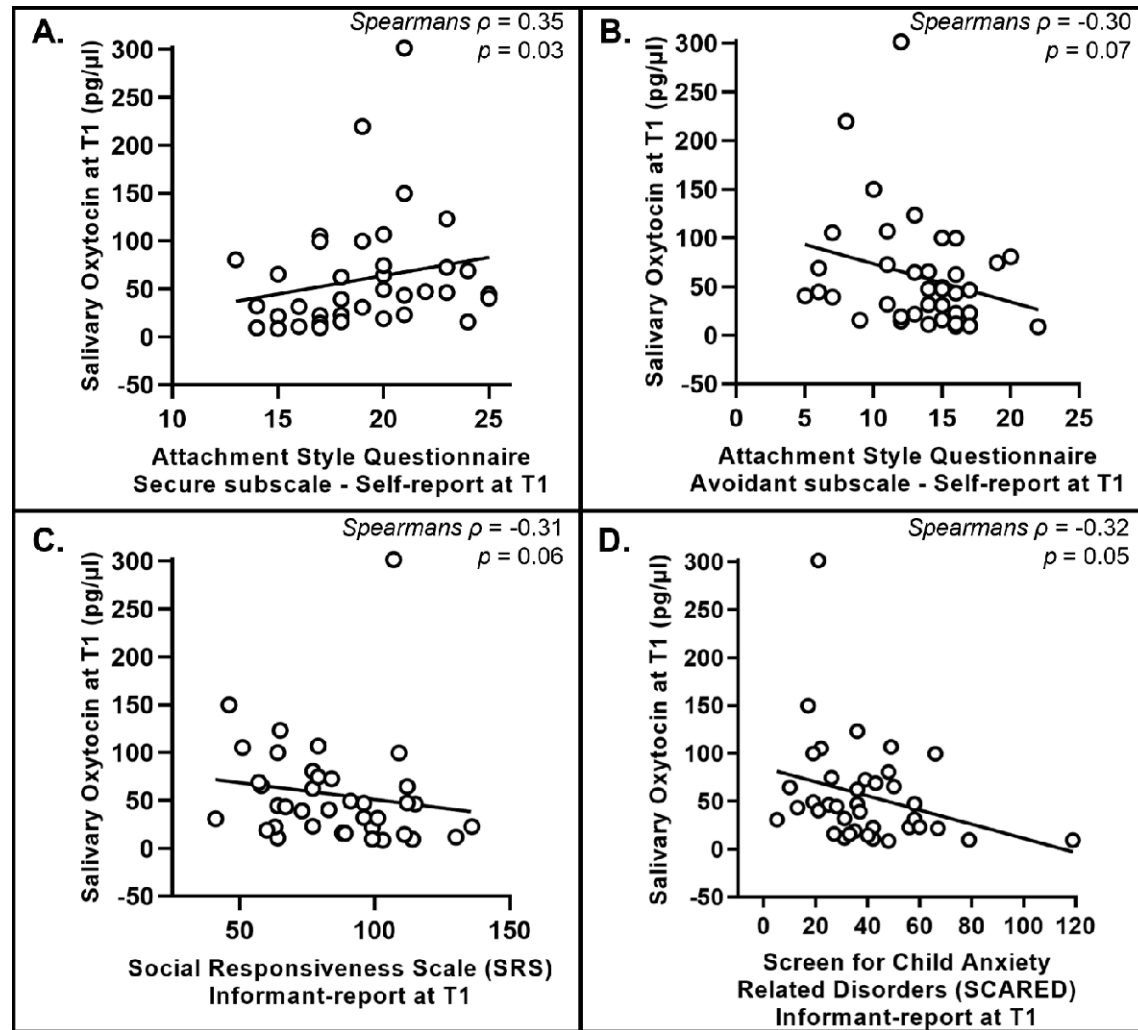 A.
Spearmans ρ = 0.35
p = 0.03
Salivary Oxytocin at T1 (pg/µl)
300
250
200
150
100
50
0
-50
10 15 20 25
Attachment Style Questionnaire
Secure subscale - Self-report at T1
B.
Spearmans ρ = -0.30
p = 0.07
Salivary Oxytocin at T1 (pg/µl)
300
250
200
150
100
50
0
-50
0 5 10 15 20 25
Attachment Style Questionnaire
Avoidant subscale - Self-report at T1
C.
Spearmans ρ = -0.31
p = 0.06
Salivary Oxytocin at T1 (pg/µl)
300
250
200
150
100
50
0
-50
50 100 150
Social Responsiveness Scale (SRS)
Informant-report at T1
D.
Spearmans ρ = -0.32
p = 0.05
Salivary Oxytocin at T1 (pg/µl)
300
250
200
150
100
50
0
-50
0 20 40 60 80 100 120
Screen for Child Anxiety
Related Disorders (SCARED)
Informant-report at T1